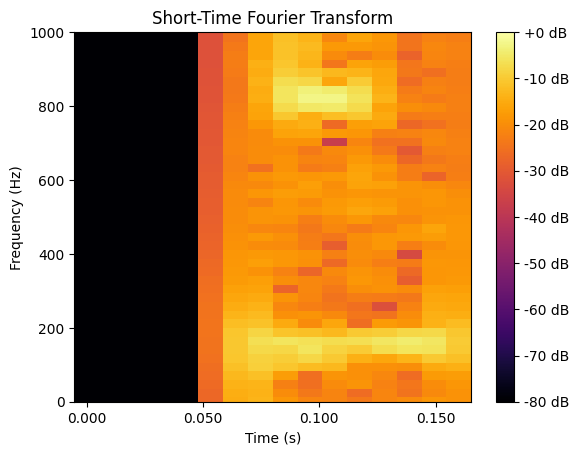 Short-Time Fourier Transform
1000
800
600
400
200
0
Frequency (Hz)
0.000
0.050
0.100
0.150
Time (s)
+0 dB
-10 dB
-20 dB
-30 dB
-40 dB
-50 dB
-60 dB
-70 dB
-80 dB